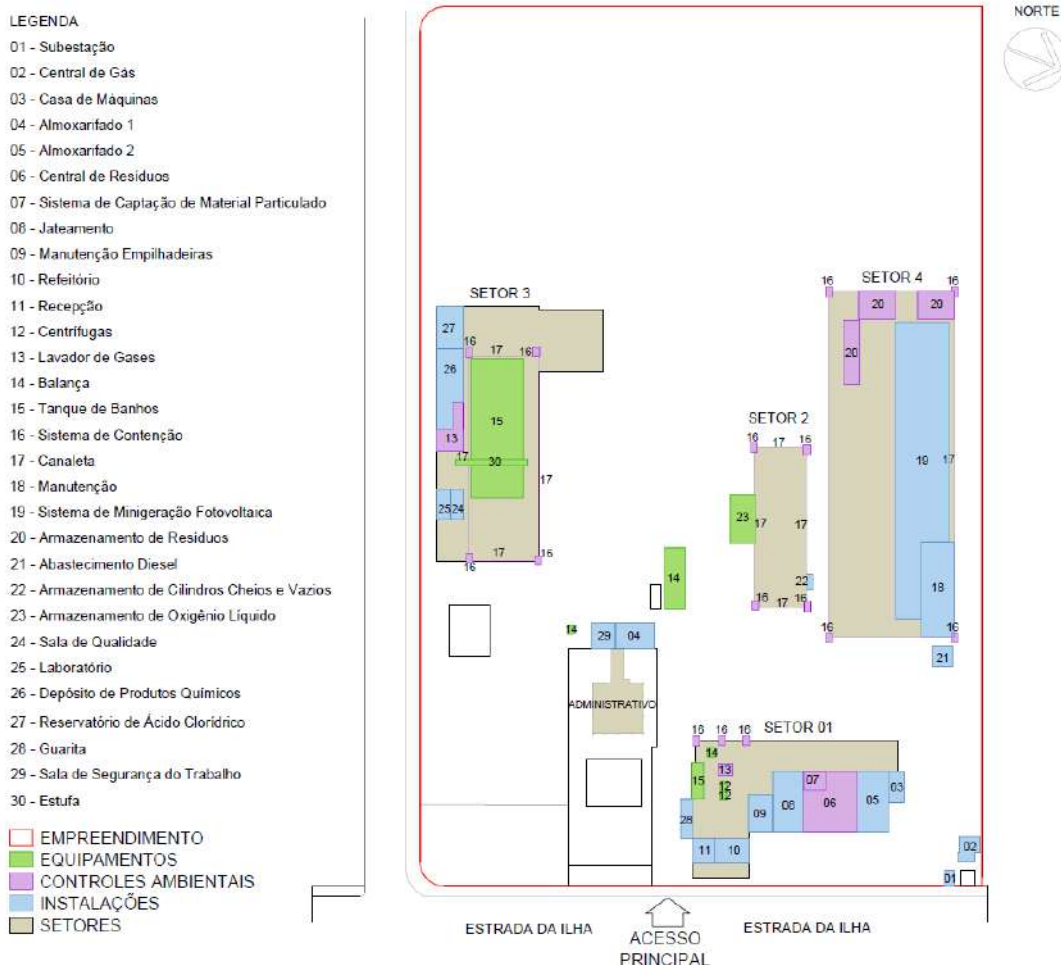 LEGENDA
01 - Subestação
02 - Central de Gás
03 - Casa de Máquinas
04 - Almoxarifado 1
05 - Almoxarifado 2
06 - Central de Resíduos
07 - Sistema de Captação de Material Particulado
08 - Jateamento
09 - Manutenção Empilhadeiras
10 - Refeitório
11 - Recepção
12 - Centrífugas
13 - Lavador de Gases
14 - Balança
15 - Tanque de Banhos
16 - Sistema de Contenção
17 - Canaleta
18 - Manutenção
19 - Sistema de Minigeração Fotovoltaica
20 - Armazenamento de Resíduos
21 - Abastecimento Diesel
22 - Armazenamento de Cilindros Cheios e Vazios
23 - Armazenamento de Oxigênio Líquido
24 - Sala de Qualidade
25 - Laboratório
26 - Depósito de Produtos Químicos
27 - Reservatório de Ácido Clorídrico
28 - Guarita
29 - Sala de Segurança do Trabalho
30 - Estufa
EMPREENDIMENTO
EQUIPAMENTOS
CONTROLES AMBIENTAIS
INSTALAÇÕES
SETORES
NORTE
SETOR 3
27
16
17
16
26
15
13
17
30
17
25
24
17
16
16
SETOR 4
16
16
20
20
20
19
17
18
16
16
21
SETOR 2
16
17
16
23
17
17
22
16
17
16
14
14
29
04
ADMINISTRATIVO
SETOR 01
16
16
16
14
13
15
12
12
07
03
28
09
08
06
05
11
10
02
01
ESTRADA DA ILHA
ACESSO
PRINCIPAL
ESTRADA DA ILHA